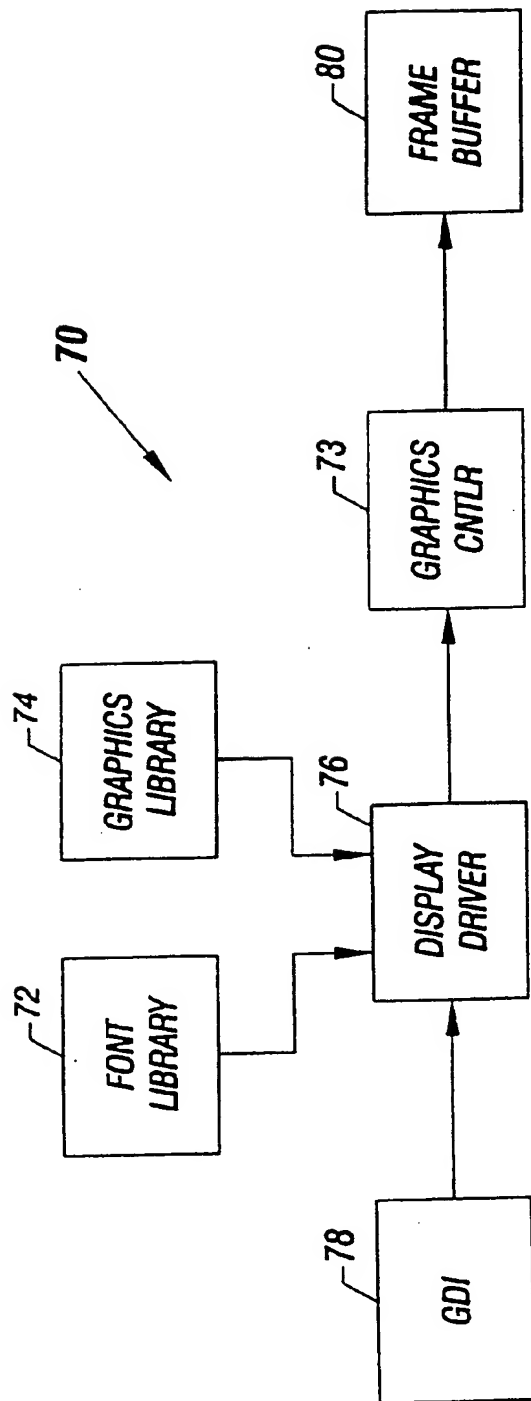 70
72
FONT
LIBRARY
74
GRAPHICS
LIBRARY
78
GDI
76
DISPLAY
DRIVER
73
GRAPHICS
CNTLR
80
FRAME
BUFFER